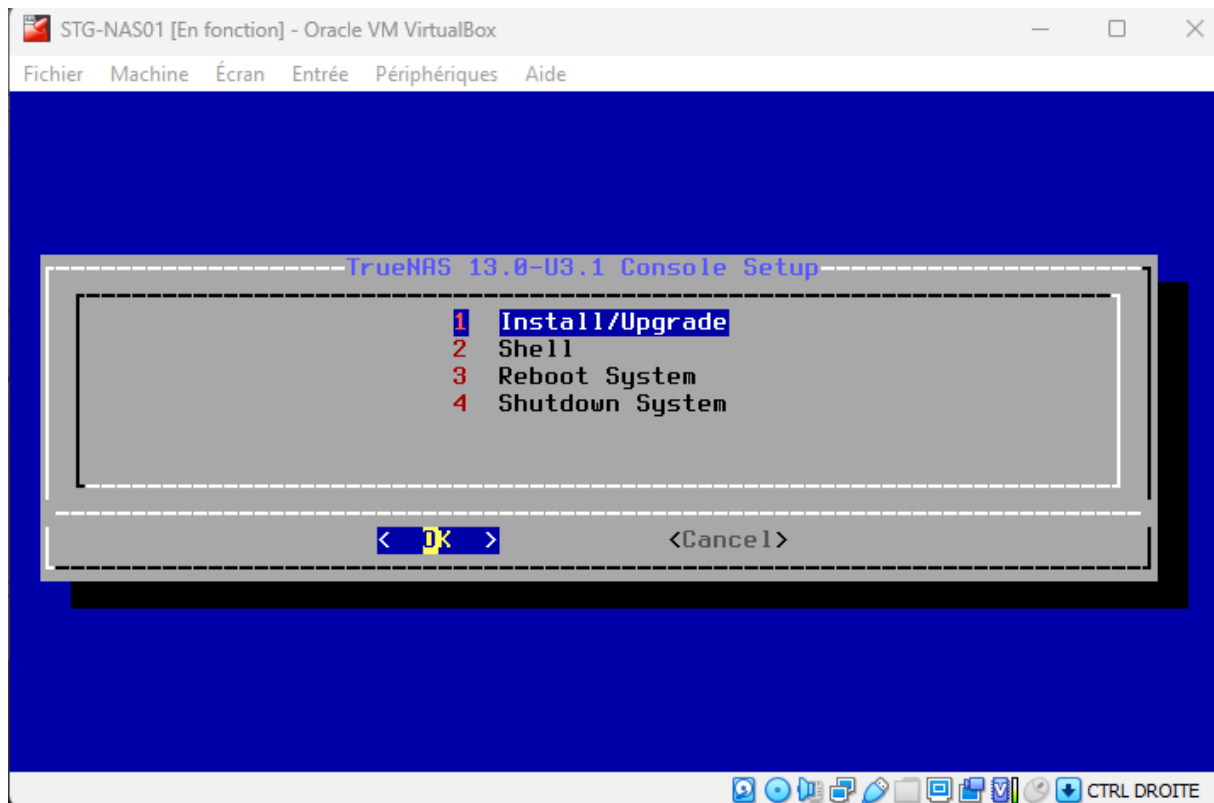 STG-NAS01 [En fonction] - Oracle VM VirtualBox
Fichier Machine Écran Entrée Périphériques Aide
TrueNAS 13.0-U3.1 Console Setup
1 Install/Upgrade
2 Shell
3 Reboot System
4 Shutdown System
< OK > <Cancel>
CTRL DROITE